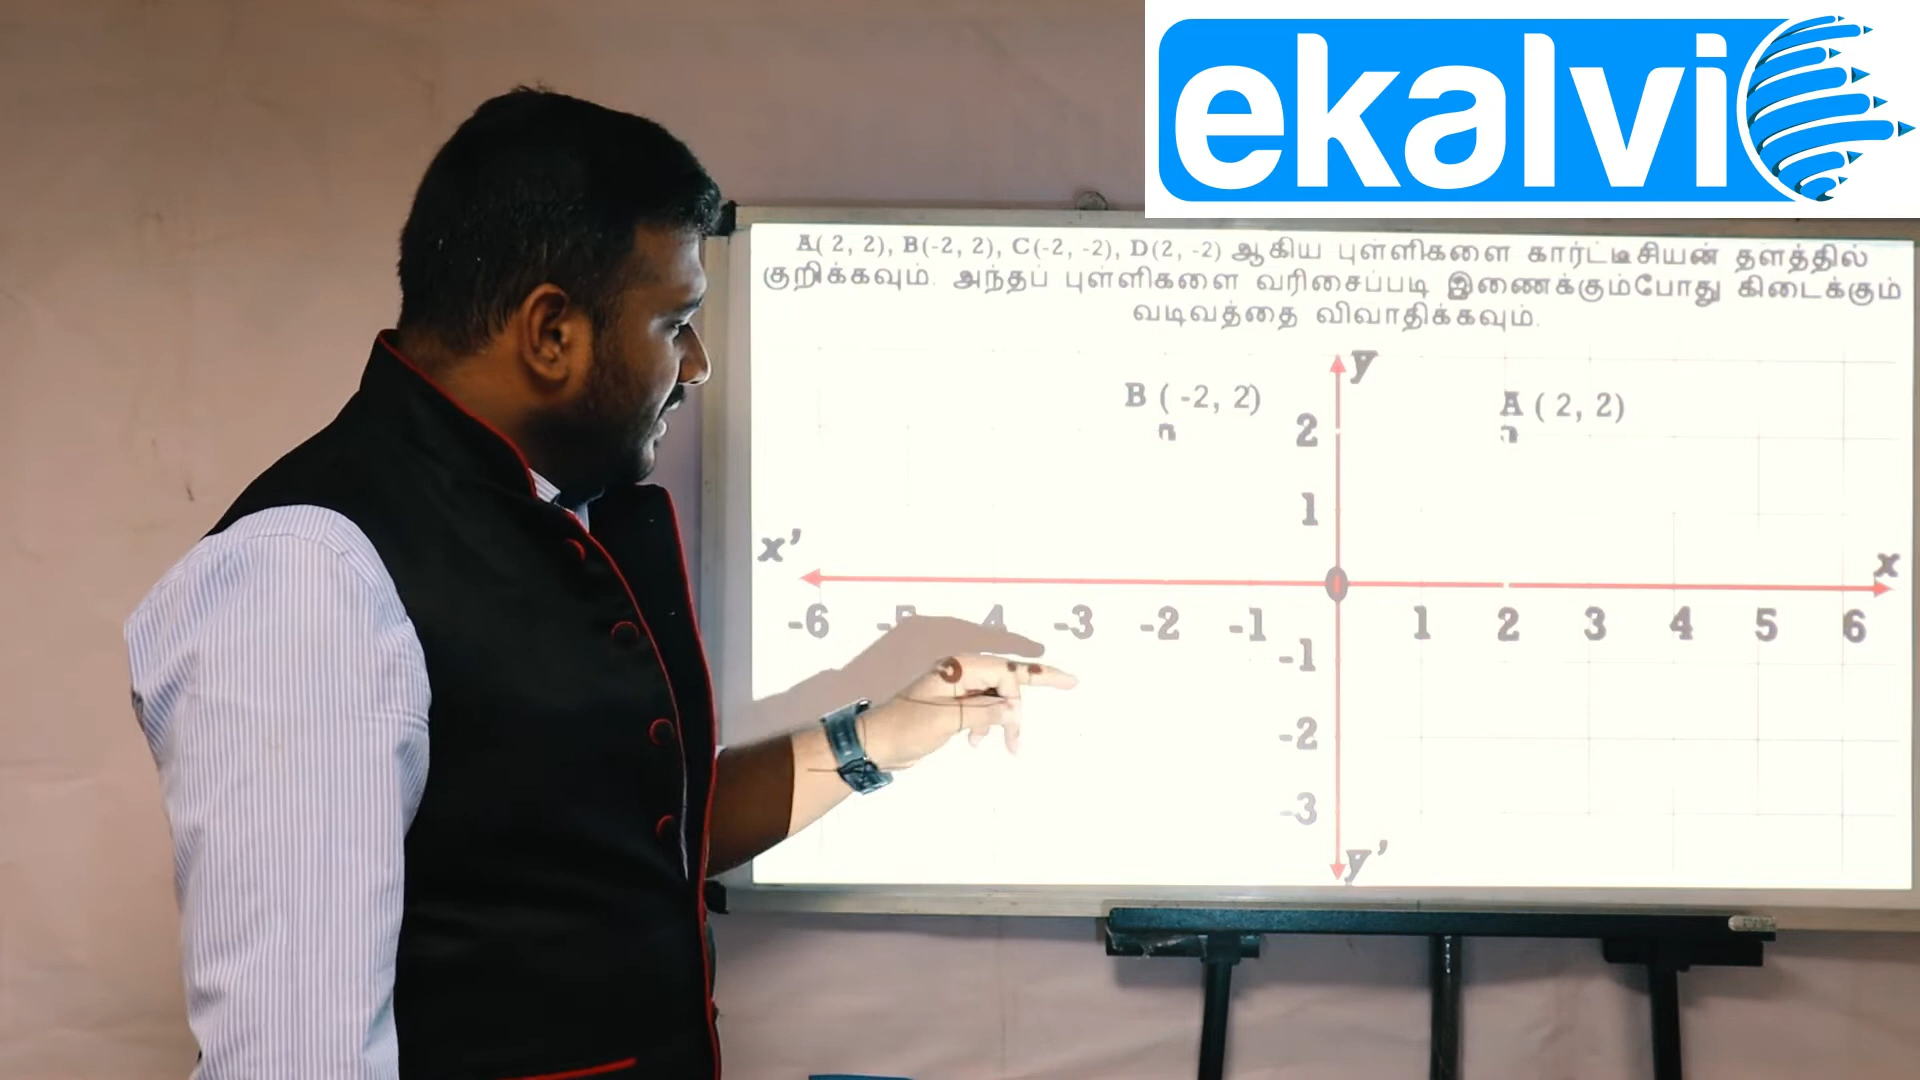 ekalvi
A( 2, 2), B(-2, 2), C(-2, -2), D(2, -2) ஆகிய புள்ளிகளை கார்ட்டீசியன் தளத்தில்
குறிக்கவும். அந்தப் புள்ளிகளை வரிசைப்படி இணைக்கும்போது கிடைக்கும்
வடிவத்தை விவாதிக்கவும்.
y
B ( -2, 2)
A ( 2, 2)
2
1
x'
x
-6 -5 4 -3 -2 -1 1 2 3 4 5 6
-1
-2
-3
y'